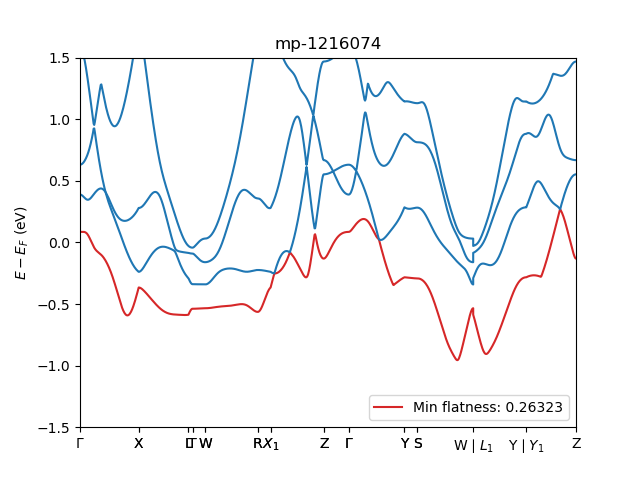 mp-1216074
E − E_F (eV)
1.5
1.0
0.5
0.0
−0.5
−1.0
−1.5
Min flatness: 0.26323
Γ X T W R X₁ Z Γ Y S W | L₁ Y | Y₁ Z